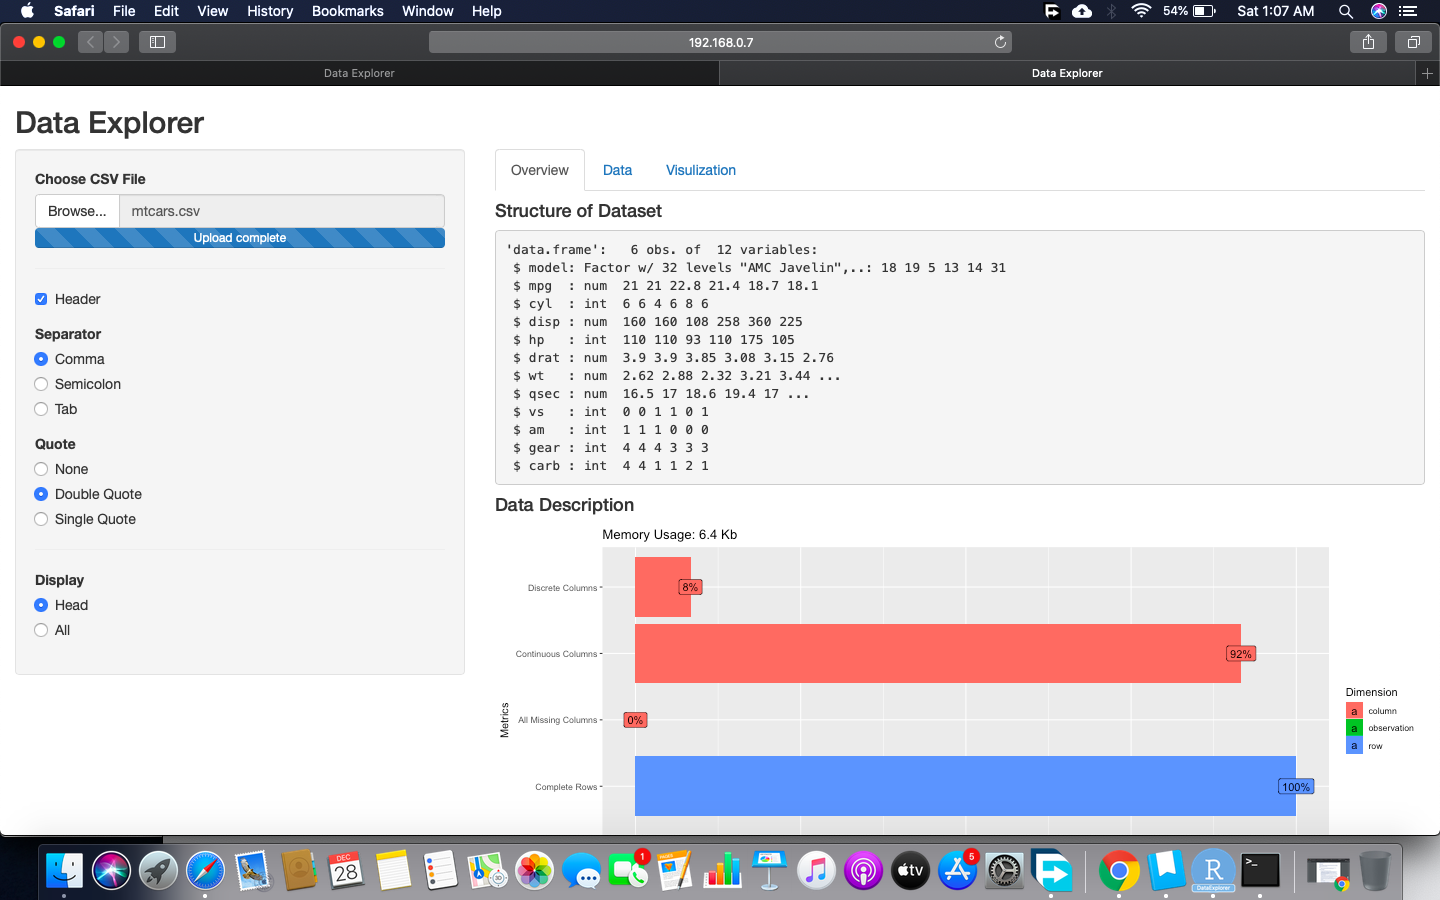 Safari File Edit View History Bookmarks Window Help 54% Sat 1:07 AM
192.168.0.7
Data Explorer Data Explorer
Data Explorer
Choose CSV File
Browse... mtcars.csv
Upload complete
Header
Separator
Comma
Semicolon
Tab
Quote
None
Double Quote
Single Quote
Display
Head
All
Overview Data Visulization
Structure of Dataset
'data.frame':   6 obs. of  12 variables:
$ model: Factor w/ 32 levels "AMC Javelin",..: 18 19 5 13 14 31
$ mpg  : num  21 21 22.8 21.4 18.7 18.1
$ cyl  : int  6 6 4 6 8 6
$ disp : num  160 160 108 258 360 225
$ hp   : int  110 110 93 110 175 105
$ drat : num  3.9 3.9 3.85 3.08 3.15 2.76
$ wt   : num  2.62 2.88 2.32 3.21 3.44 ...
$ qsec : num  16.5 17 18.6 19.4 17 ...
$ vs   : int  0 0 1 1 0 1
$ am   : int  1 1 1 0 0 0
$ gear : int  4 4 4 3 3 3
$ carb : int  4 4 1 1 2 1
Data Description
Memory Usage: 6.4 Kb
Discrete Columns 8%
Continuous Columns 92%
All Missing Columns 0%
Complete Rows 100%
Metrics
Dimension
a column
a observation
a row
DEC
28
3D
1
PAGES
tv
5
R
DataExplorer
>_